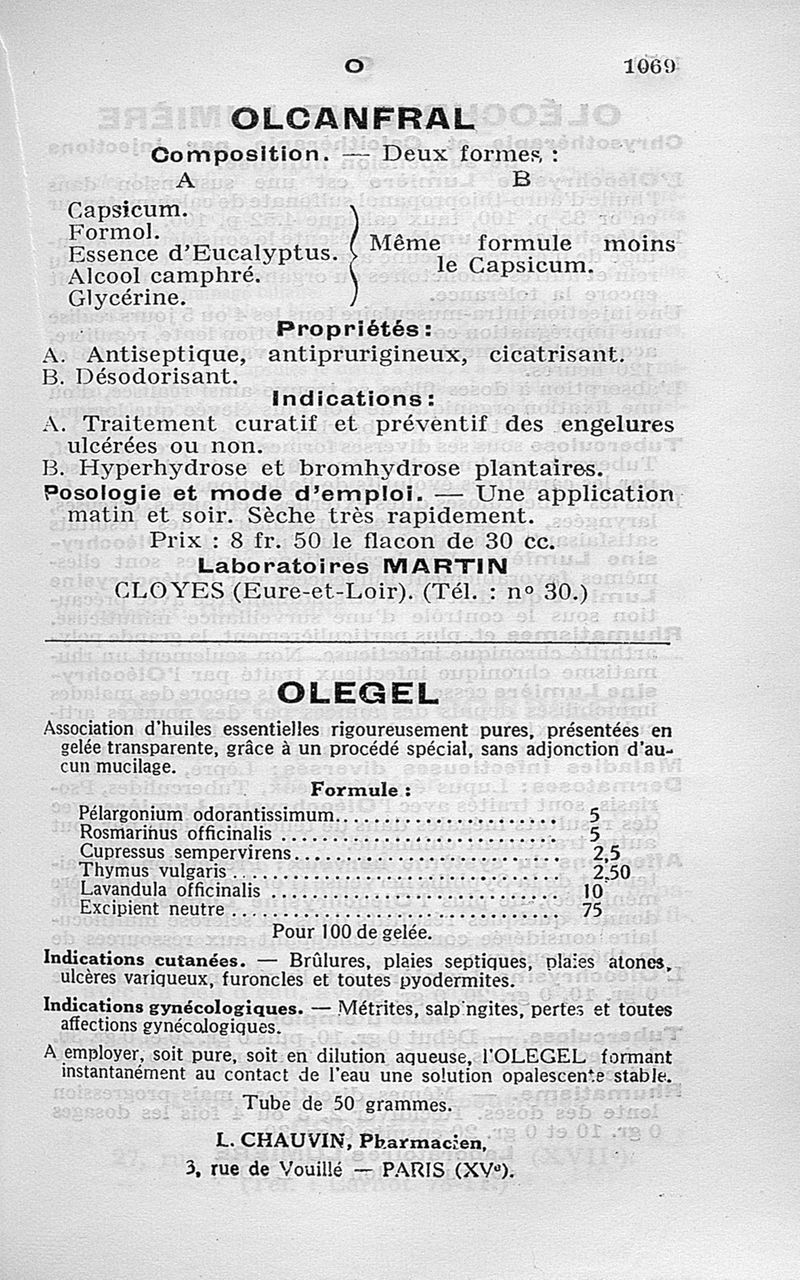 O 1069
OLCANFRAL
Composition. — Deux formes, :
A B
Capsicum.
Formol.
Essence d'Eucalyptus.
Alcool camphré.
Glycérine.
Même formule moins
le Capsicum.
Propriétés :
A. Antiseptique, antiprurigineux, cicatrisant.
B. Désodorisant.
Indications :
A. Traitement curatif et préventif des engelures
ulcérées ou non.
B. Hyperhydrose et bromhydrose plantaires.
Posologie et mode d'emploi. — Une application
matin et soir. Sèche très rapidement.
Prix : 8 fr. 50 le flacon de 30 cc.
Laboratoires MARTIN
CLOYES (Eure-et-Loir). (Tél. : nº 30.)
OLEGEL
Association d'huiles essentielles rigoureusement pures, présentées en
gelée transparente, grâce à un procédé spécial, sans adjonction d'au-
cun mucilage.
Formule :
Pélargonium odorantissimum.................... 5
Rosmarinus officinalis .......................... 5
Cupressus sempervirens........................ 2,5
Thymus vulgaris .............................. 2,50
Lavandula officinalis .......................... 10
Excipient neutre .............................. 75
Pour 100 de gelée.
Indications cutanées. — Brûlures, plaies septiques, plaies atones,
ulcères variqueux, furoncles et toutes pyodermites.
Indications gynécologiques. — Métrites, salpingites, pertes et toutes
affections gynécologiques.
A employer, soit pure, soit en dilution aqueuse, l'OLEGEL formant
instantanément au contact de l'eau une solution opalescente stable.
Tube de 50 grammes.
L. CHAUVIN, Pharmacien,
3, rue de Vouillé — PARIS (XVe).